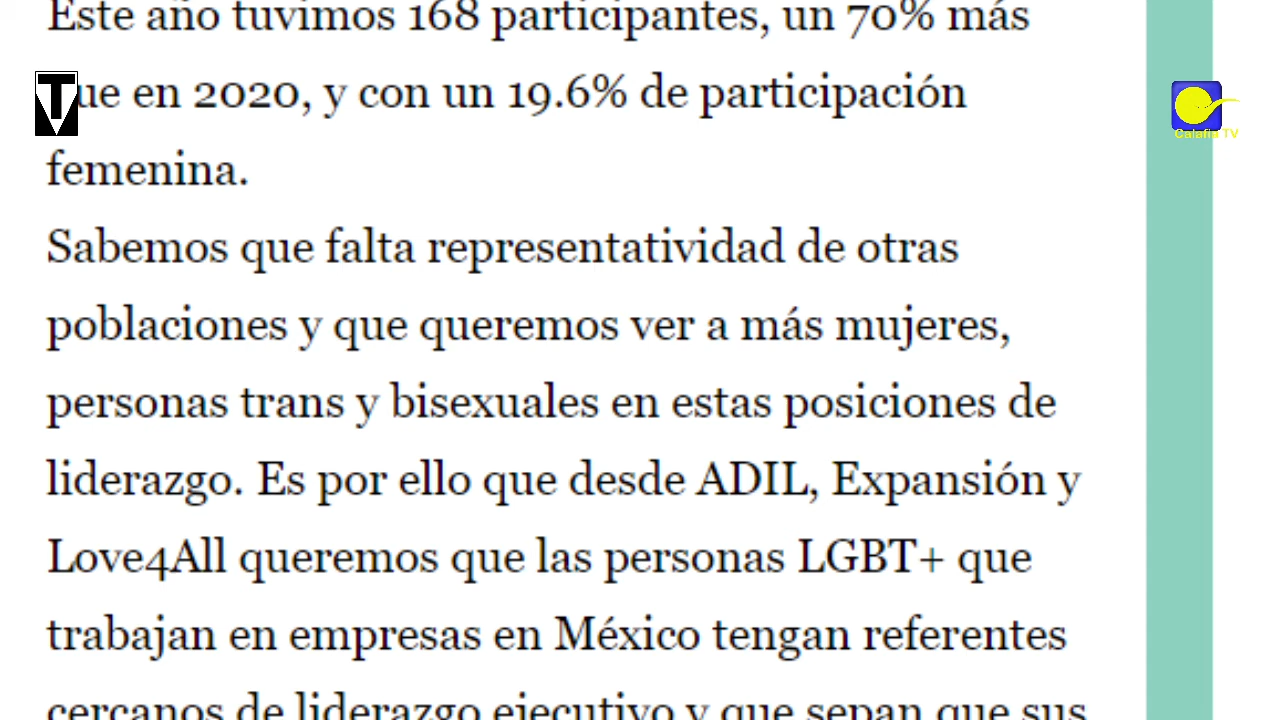 Este año tuvimos 168 participantes, un 70% más
T
ue en 2020, y con un 19.6% de participación
Calafia TV
femenina.
Sabemos que falta representatividad de otras
poblaciones y que queremos ver a más mujeres,
personas trans y bisexuales en estas posiciones de
liderazgo. Es por ello que desde ADIL, Expansión y
Love4All queremos que las personas LGBT+ que
trabajan en empresas en México tengan referentes
cercanos de liderazgo ejecutivo y que sepan que sus